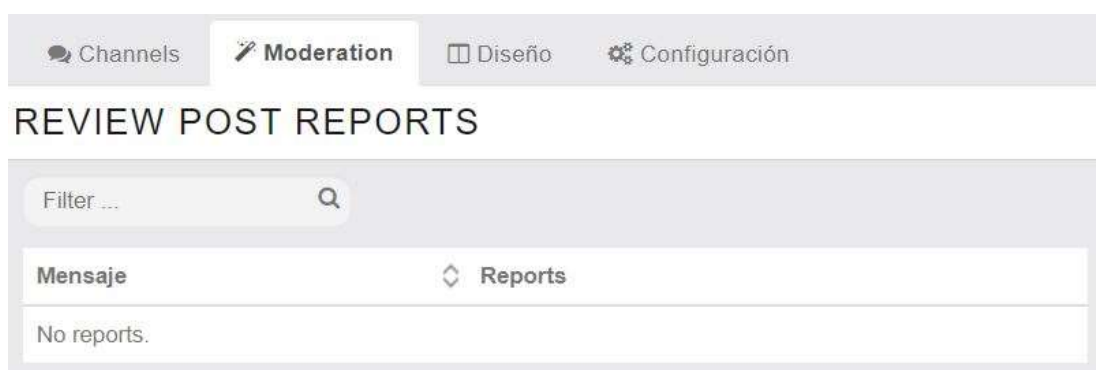 Channels Moderation Diseño Configuración
REVIEW POST REPORTS
Filter ...
Mensaje Reports
No reports.